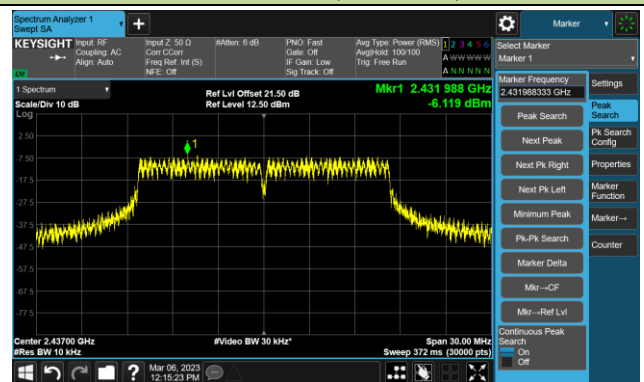 Spectrum Analyzer 1
Swept SA
Marker
KEYSIGHT
Input: RF
Coupling: AC
Align: Auto
Input Z: 50 Ω
Corr CCorr
Freq Ref: Int (S)
NFE: Off
#Atten: 6 dB
PNO: Fast
Gate: Off
IF Gain: Low
Sig Track: Off
Avg Type: Power (RMS)
Avg|Hold: 100/100
Trig: Free Run
1 2 3 4 5 6
A W W W W W
A N N N N N
LXI
1 Spectrum
Scale/Div 10 dB
Log
Ref Lvl Offset 21.50 dB
Ref Level 12.50 dBm
Mkr1 2.431 988 GHz
-6.119 dBm
1
2.50
-7.50
-17.5
-27.5
-37.5
-47.5
-57.5
-67.5
-77.5
Center 2.43700 GHz
#Res BW 10 kHz
#Video BW 30 kHz*
Span 30.00 MHz
Sweep 372 ms (30000 pts)
Mar 06, 2023
12:15:23 PM
Select Marker
Marker 1
Marker Frequency
2.431988333 GHz
Peak Search
Next Peak
Next Pk Right
Next Pk Left
Minimum Peak
Pk-Pk Search
Marker Delta
Mkr→CF
Mkr→Ref Lvl
Continuous Peak
Search
On
Off
Settings
Peak
Search
Pk Search
Config
Properties
Marker
Function
Marker→
Counter